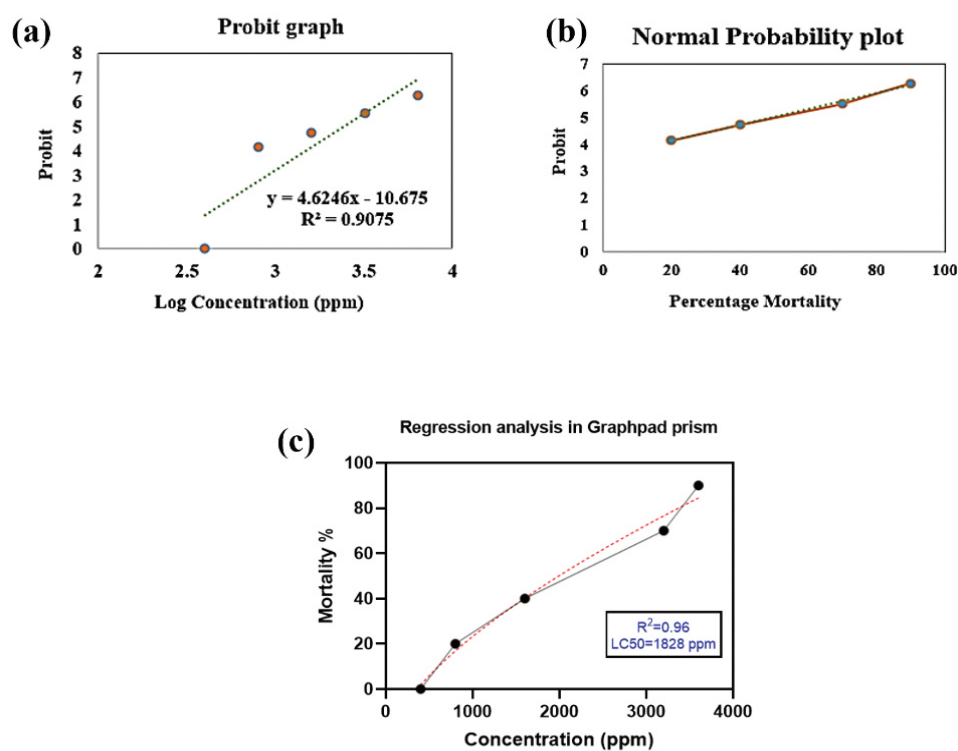 (a)
Probit graph
8
7
6
5
4
3
2
1
0
Probit
y = 4.6246x - 10.675
R² = 0.9075
2
2.5
3
3.5
4
Log Concentration (ppm)
(b)
Normal Probability plot
7
6
5
4
3
2
1
0
Probit
0
20
40
60
80
100
Percentage Mortality
(c)
Regression analysis in Graphpad prism
100
80
60
40
20
0
Mortality %
R²=0.96
LC50=1828 ppm
0
1000
2000
3000
4000
Concentration (ppm)